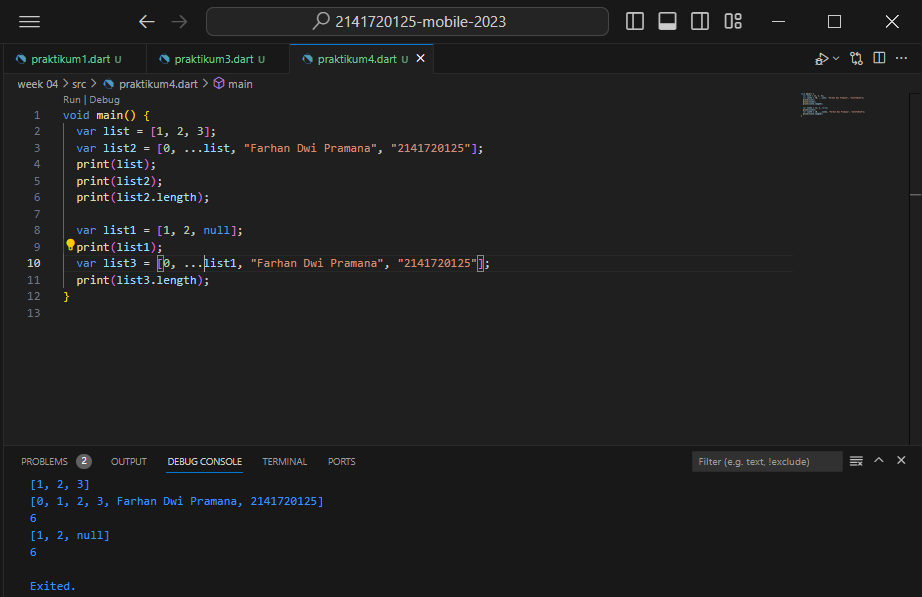 2141720125-mobile-2023
praktikum1.dart U praktikum3.dart U praktikum4.dart U
week 04 > src > praktikum4.dart > main
Run | Debug
1 void main() {
2 var list = [1, 2, 3];
3 var list2 = [0, ...list, "Farhan Dwi Pramana", "2141720125"];
4 print(list);
5 print(list2);
6 print(list2.length);
7
8 var list1 = [1, 2, null];
9 print(list1);
10 var list3 = [0, ...list1, "Farhan Dwi Pramana", "2141720125"];
11 print(list3.length);
12 }
13
PROBLEMS 2 OUTPUT DEBUG CONSOLE TERMINAL PORTS Filter (e.g. text, !exclude)
[1, 2, 3]
[0, 1, 2, 3, Farhan Dwi Pramana, 2141720125]
6
[1, 2, null]
6
Exited.